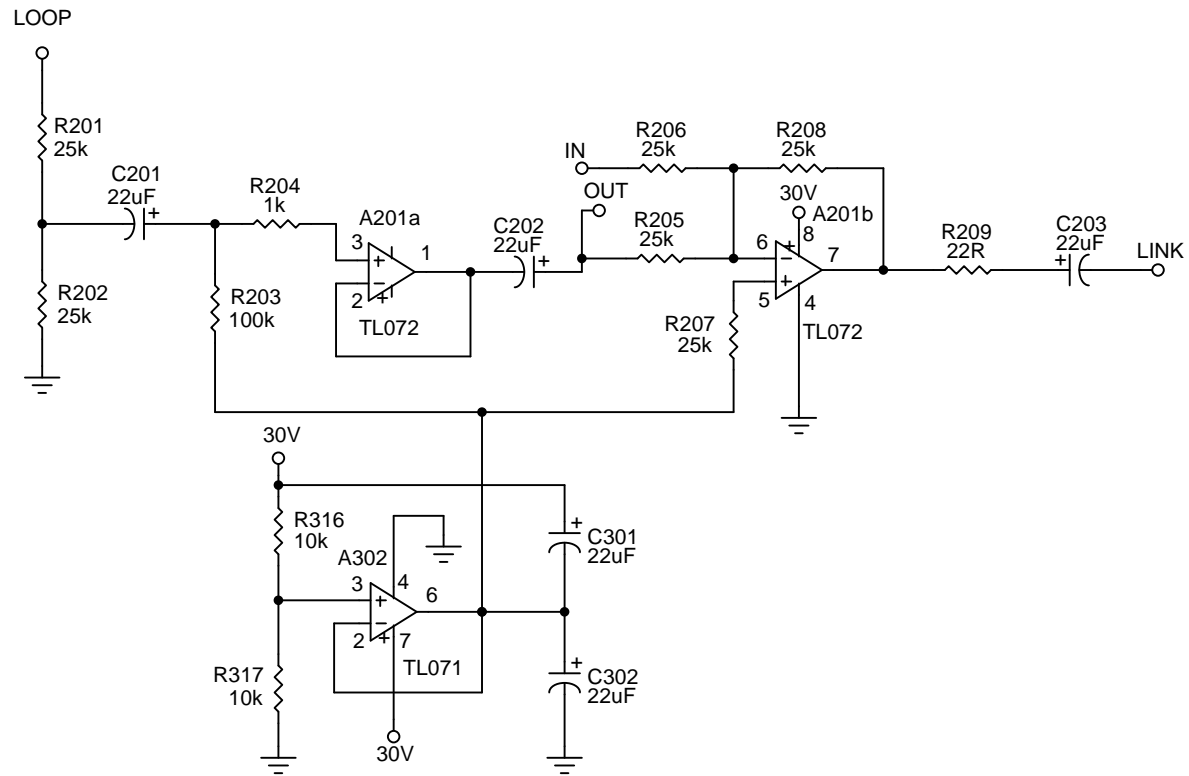 LOOP
R201
25k
C201
22uF
+
R204
1k
A201a
3
1
2
TL072
R202
25k
R203
100k
C202
22uF
+
OUT
IN
R206
25k
R208
25k
R205
25k
30V
A201b
8
6
7
5
4
TL072
R207
25k
R209
22R
C203
22uF
+
LINK
30V
R316
10k
A302
3
4
6
2
7
TL071
30V
R317
10k
+
C301
22uF
+
C302
22uF